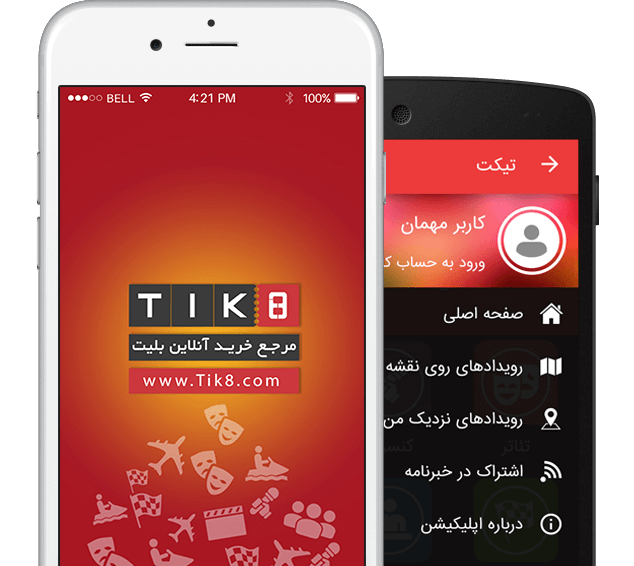 BELL 4:21 PM 100%
TIK8
مرجع خرید آنلاین بلیت
www.Tik8.com
تیکت
کاربر مهمان
ورود به حساب
صفحه اصلی
رویدادهای روی نقشه
رویدادهای نزدیک من
اشتراک در خبرنامه
درباره اپلیکیشن
تئاتر